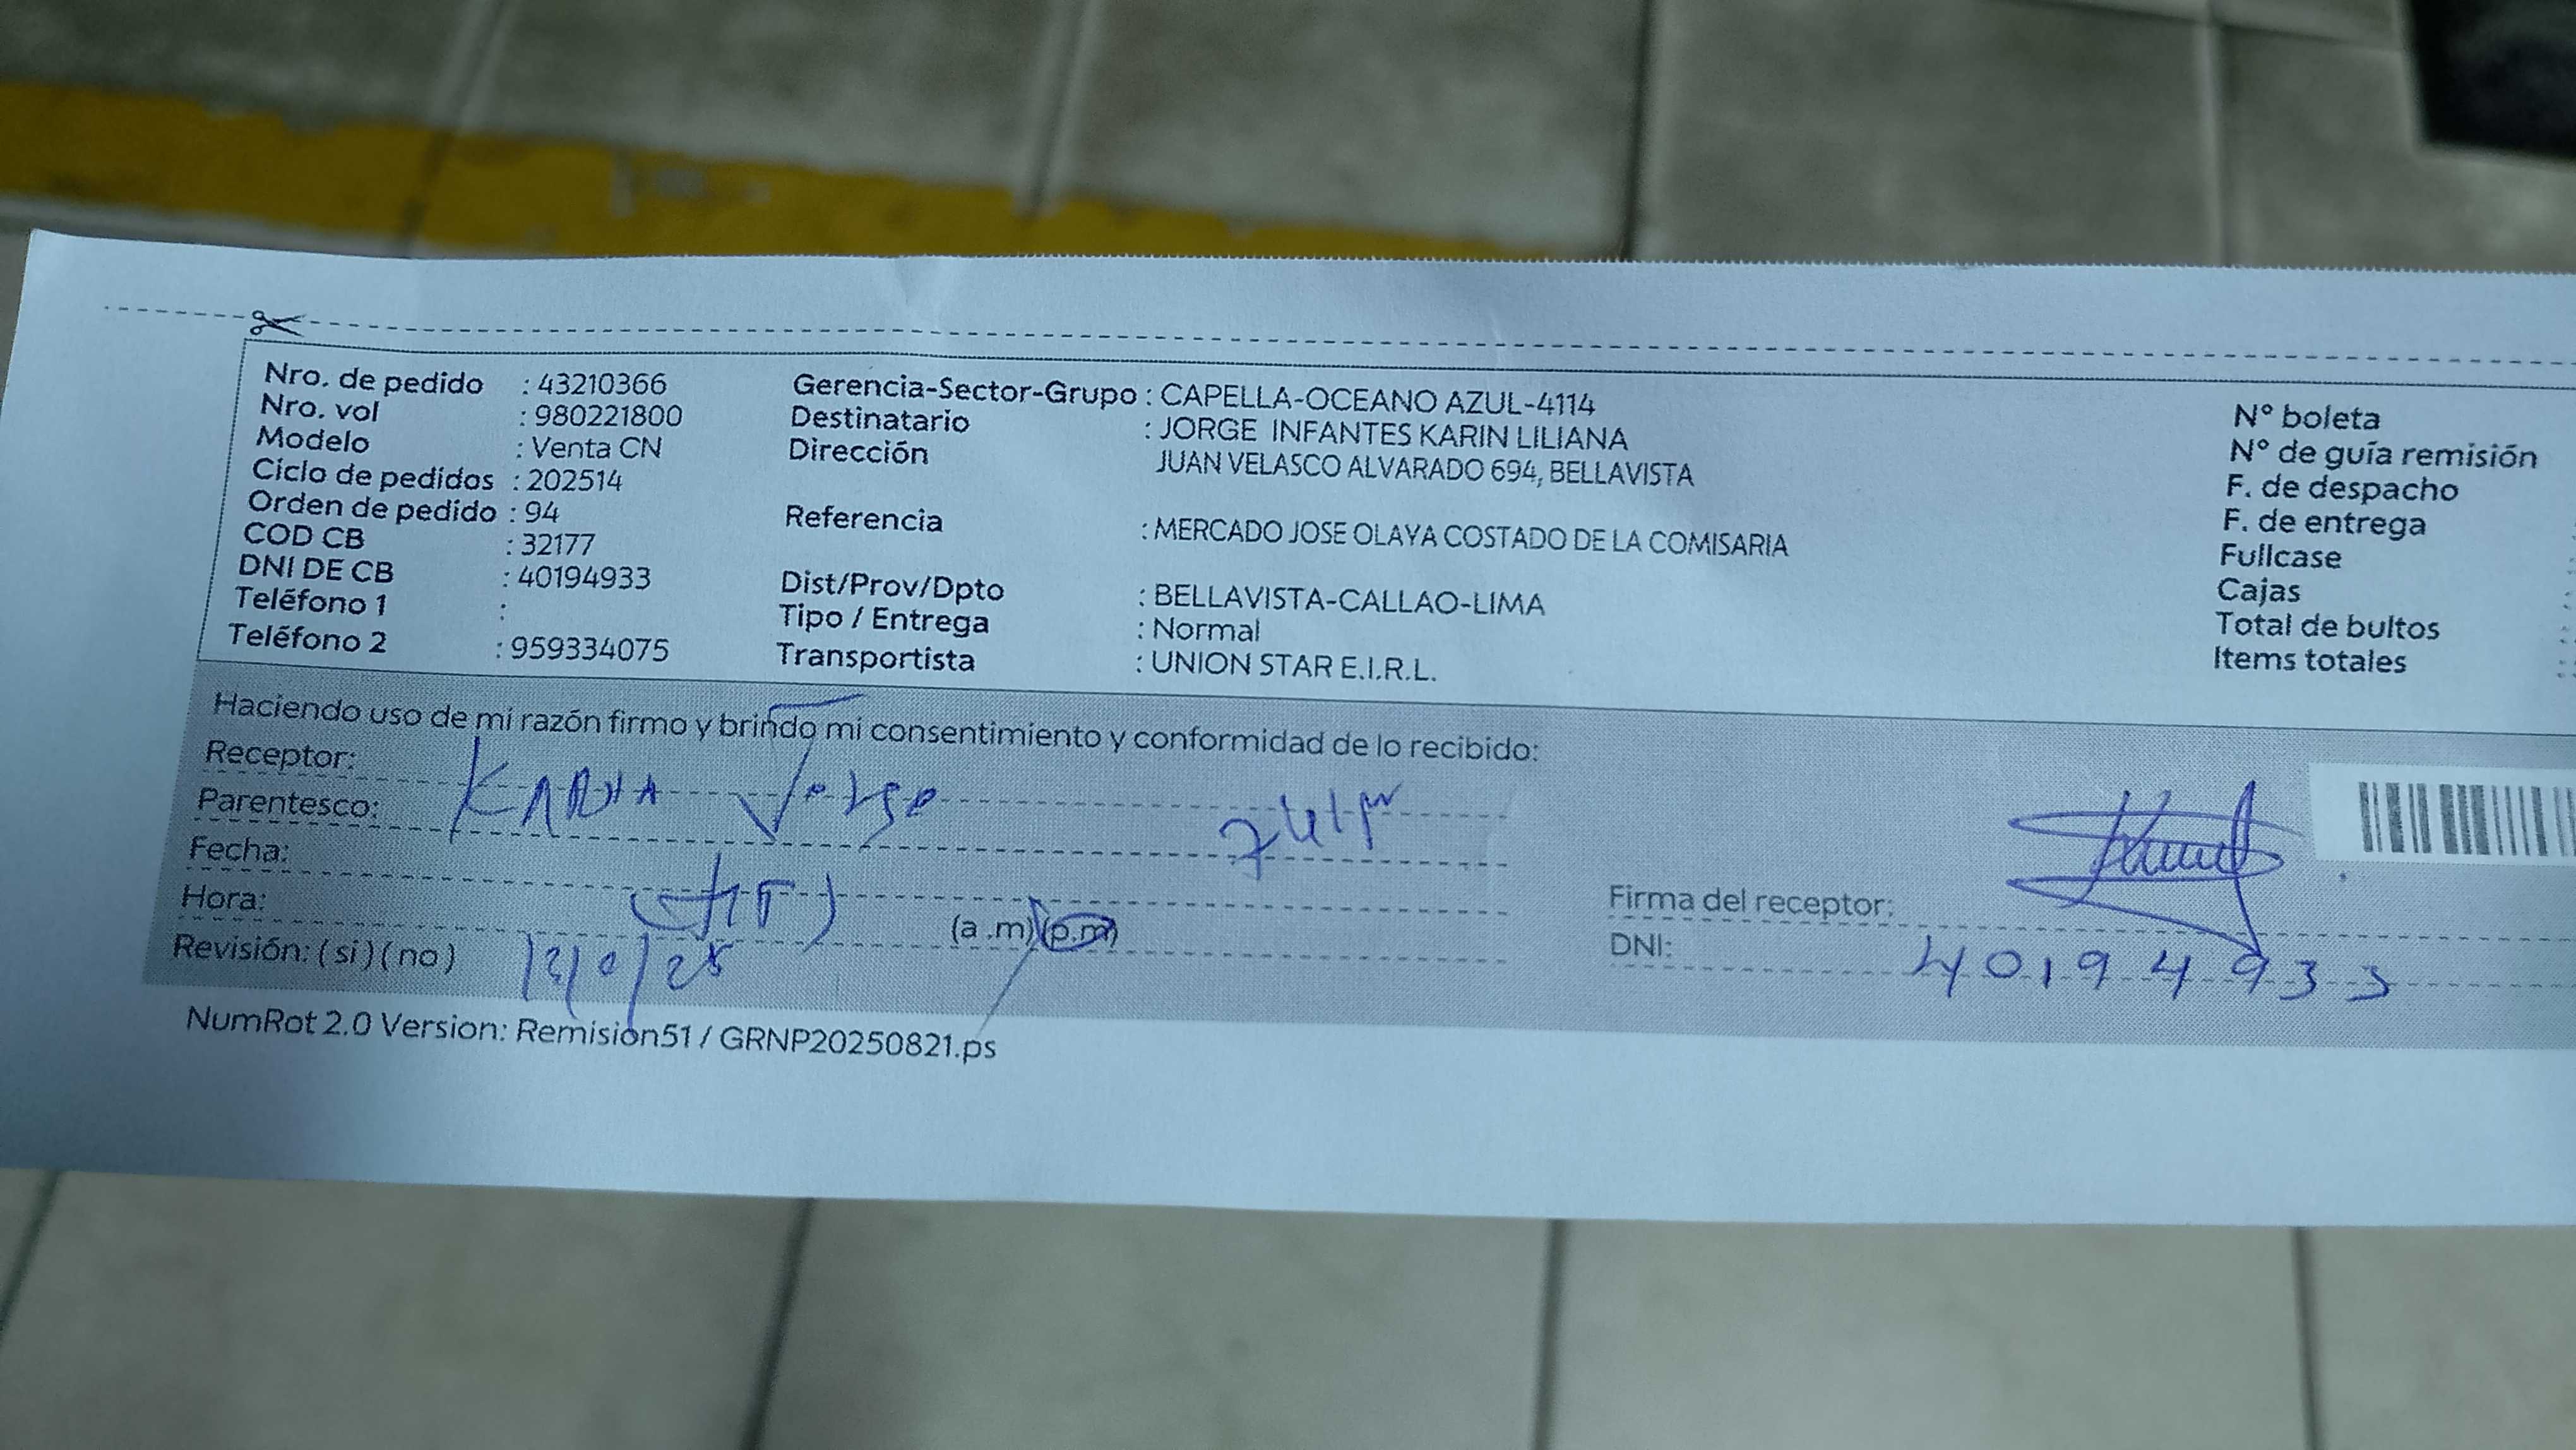 Nro. de pedido : 43210366
Nro. vol : 980221800
Modelo : Venta CN
Ciclo de pedidos : 202514
Orden de pedido : 94
COD CB : 32177
DNI DE CB : 40194933
Teléfono 1 :
Teléfono 2 : 959334075
Gerencia-Sector-Grupo : CAPELLA-OCEANO AZUL-4114
Destinatario : JORGE INFANTES KARIN LILIANA
Dirección JUAN VELASCO ALVARADO 694, BELLAVISTA
Referencia : MERCADO JOSE OLAYA COSTADO DE LA COMISARIA
Dist/Prov/Dpto : BELLAVISTA-CALLAO-LIMA
Tipo / Entrega : Normal
Transportista : UNION STAR E.I.R.L.
N° boleta
N° de guía remisión
F. de despacho
F. de entrega
Fullcase
Cajas
Total de bultos
Items totales
Haciendo uso de mi razón firmo y brindo mi consentimiento y conformidad de lo recibido:
Receptor:
Parentesco:
Fecha:
Hora: (a.m) (p.m)
Revisión: (si) (no)
Firma del receptor:
DNI: 40194933
NumRot 2.0 Version: Remisión51 / GRNP20250821.ps